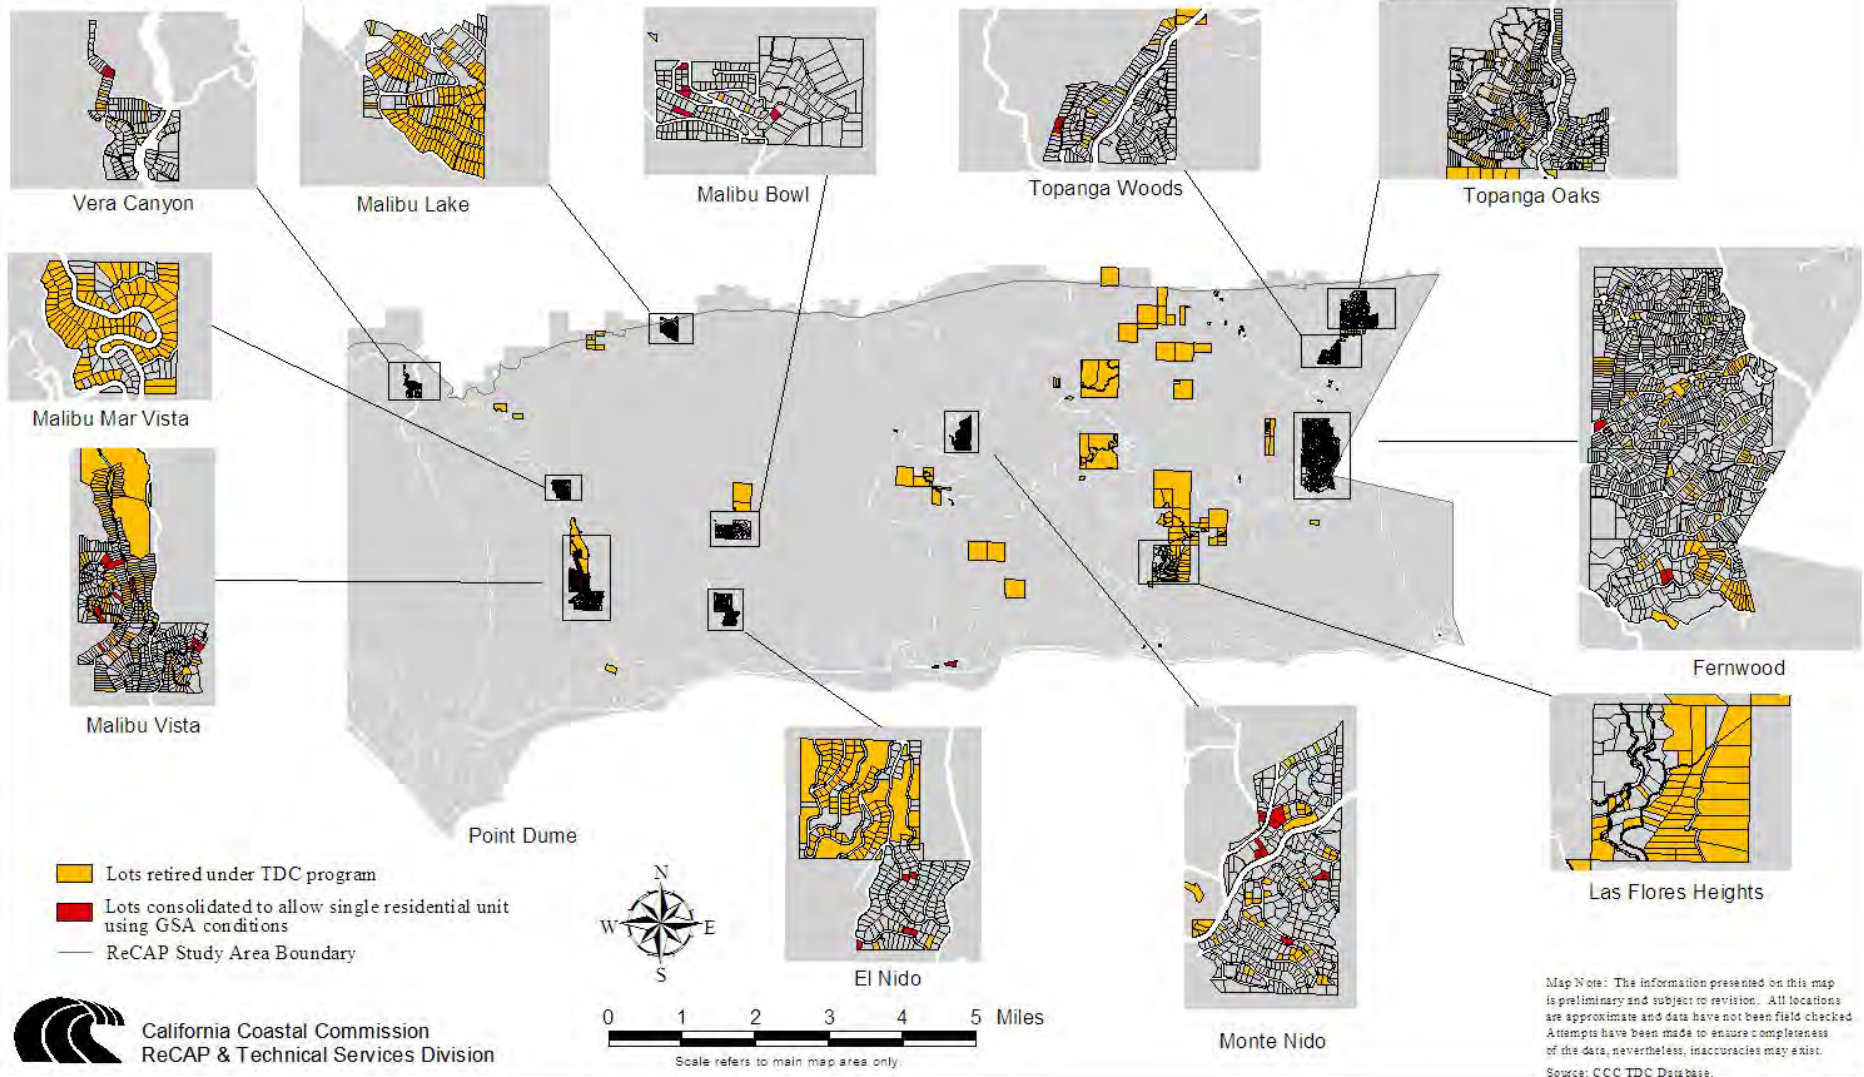 Vera Canyon
Malibu Lake
Malibu Bowl
Topanga Woods
Topanga Oaks
Malibu Mar Vista
Fernwood
Malibu Vista
Las Flores Heights
Point Dume
El Nido
Monte Nido
Lots retired under TDC program
Lots consolidated to allow single residential unit
using GSA conditions
ReCAP Study Area Boundary
N
W E
S
0 1 2 3 4 5 Miles
Scale refers to main map area only.
California Coastal Commission
ReCAP & Technical Services Division
Map Note: The information presented on this map
is preliminary and subject to revision. All locations
are approximate and data have not been field checked.
Attempts have been made to ensure completeness
of the data, nevertheless, inaccuracies may exist.
Source: CCC TDC Database.